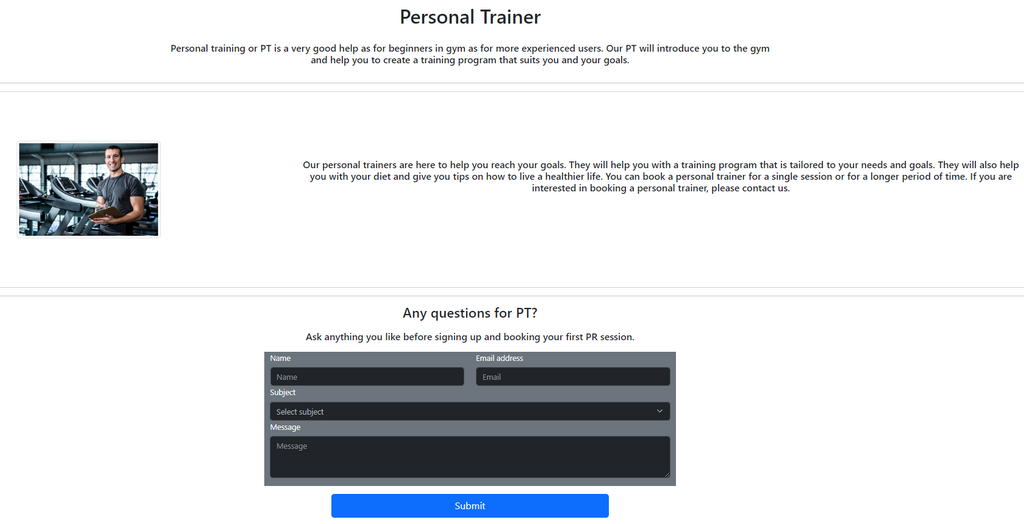 Personal Trainer
Personal training or PT is a very good help as for beginners in gym as for more experienced users. Our PT will introduce you to the gym
and help you to create a training program that suits you and your goals.
Our personal trainers are here to help you reach your goals. They will help you with a training program that is tailored to your needs and goals. They will also help
you with your diet and give you tips on how to live a healthier life. You can book a personal trainer for a single session or for a longer period of time. If you are
interested in booking a personal trainer, please contact us.
Any questions for PT?
Ask anything you like before signing up and booking your first PR session.
Name
Email address
Name
Email
Subject
Select subject
Message
Message
Submit